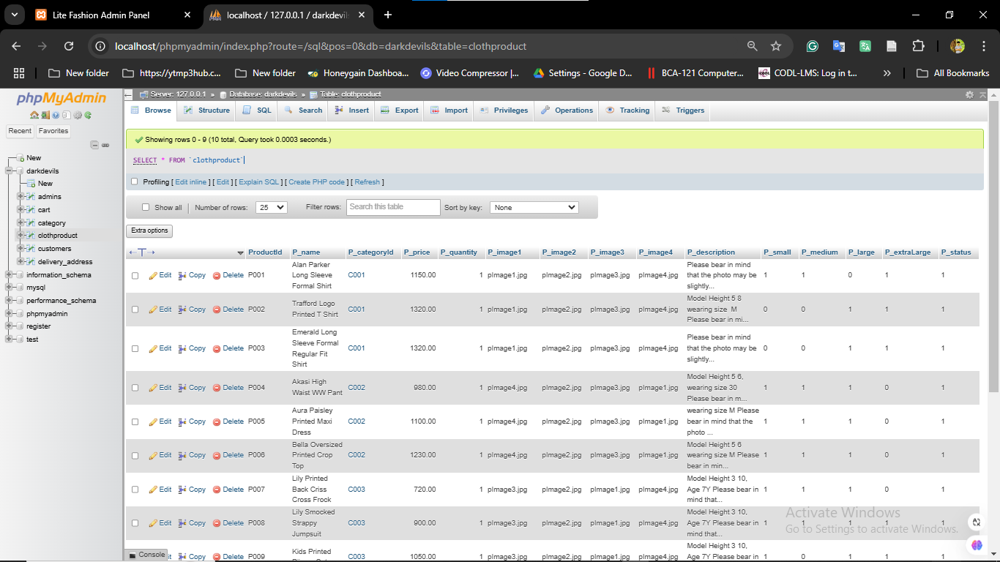 Lite Fashion Admin Panel
localhost / 127.0.0.1 / darkdevils
localhost/phpmyadmin/index.php?route=/sql&pos=0&db=darkdevils&table=clothproduct
New folder https://ytmp3hub.c... New folder Honeygain Dashboa... Video Compressor |... Settings - Google D... BCA-121 Computer... CODL-LMS: Log in t... » All Bookmarks
phpMyAdmin
Recent Favorites
New
darkdevils
New
admins
cart
category
clothproduct
customers
delivery_address
information_schema
mysql
performance_schema
phpmyadmin
register
test
Server: 127.0.0.1 » Database: darkdevils » Table: clothproduct
Browse Structure SQL Search Insert Export Import Privileges Operations Tracking Triggers
Showing rows 0 - 9 (10 total, Query took 0.0003 seconds.)
SELECT * FROM `clothproduct`
Profiling [ Edit inline ] [ Edit ] [ Explain SQL ] [ Create PHP code ] [ Refresh ]
Show all Number of rows: 25 Filter rows: Search this table Sort by key: None
Extra options
ProductId P_name P_categoryId P_price P_quantity P_image1 P_image2 P_image3 P_image4 P_description P_small P_medium P_large P_extraLarge P_status
Edit Copy Delete P001 Alan Parker Long Sleeve Formal Shirt C001 1150.00 1 pImage1.jpg pImage2.jpg pImage3.jpg pImage4.jpg Please bear in mind that the photo may be slightly... 1 1 0 1 1
Edit Copy Delete P002 Trafford Logo Printed T Shirt C001 1320.00 1 pImage1.jpg pImage2.jpg pImage3.jpg pImage4.jpg Model Height 5 8 wearing size M Please bear in mi... 0 0 1 1 1
Edit Copy Delete P003 Emerald Long Sleeve Formal Regular Fit Shirt C001 1320.00 1 pImage1.jpg pImage2.jpg pImage3.jpg pImage4.jpg Please bear in mind that the photo may be slightly... 0 0 1 1 1
Edit Copy Delete P004 Akasi High Waist WW Pant C002 980.00 1 pImage4.jpg pImage2.jpg pImage3.jpg pImage1.jpg Model Height 5 6, wearing size 30 Please bear in m... 1 1 1 0 1
Edit Copy Delete P005 Aura Paisley Printed Maxi Dress C002 1100.00 1 pImage4.jpg pImage2.jpg pImage3.jpg pImage1.jpg wearing size M Please bear in mind that the photo ... 1 1 1 0 1
Edit Copy Delete P006 Bella Oversized Printed Crop Top C002 1230.00 1 pImage4.jpg pImage2.jpg pImage3.jpg pImage1.jpg Model Height 5 6 wearing size M Please bear in min... 1 1 1 0 1
Edit Copy Delete P007 Lily Printed Back Criss Cross Frock C003 720.00 1 pImage3.jpg pImage2.jpg pImage1.jpg pImage4.jpg Model Height 3 10, Age 7Y Please bear in mind that... 1 1 1 0 1
Edit Copy Delete P008 Lily Smocked Strappy Jumpsuit C003 900.00 1 pImage3.jpg pImage2.jpg pImage1.jpg pImage4.jpg Model Height 3 10, Age 7Y Please bear in mind that... 1 1 1 1 1
it Copy Delete P009 Kids Printed C003 1050.00 1 pImage3.jpg pImage2.jpg pImage1.jpg pImage4.jpg Model Height 3 10, Age 7Y Please bear in 1 0 1 1 1
Activate Windows
Go to Settings to activate Windows.
Console